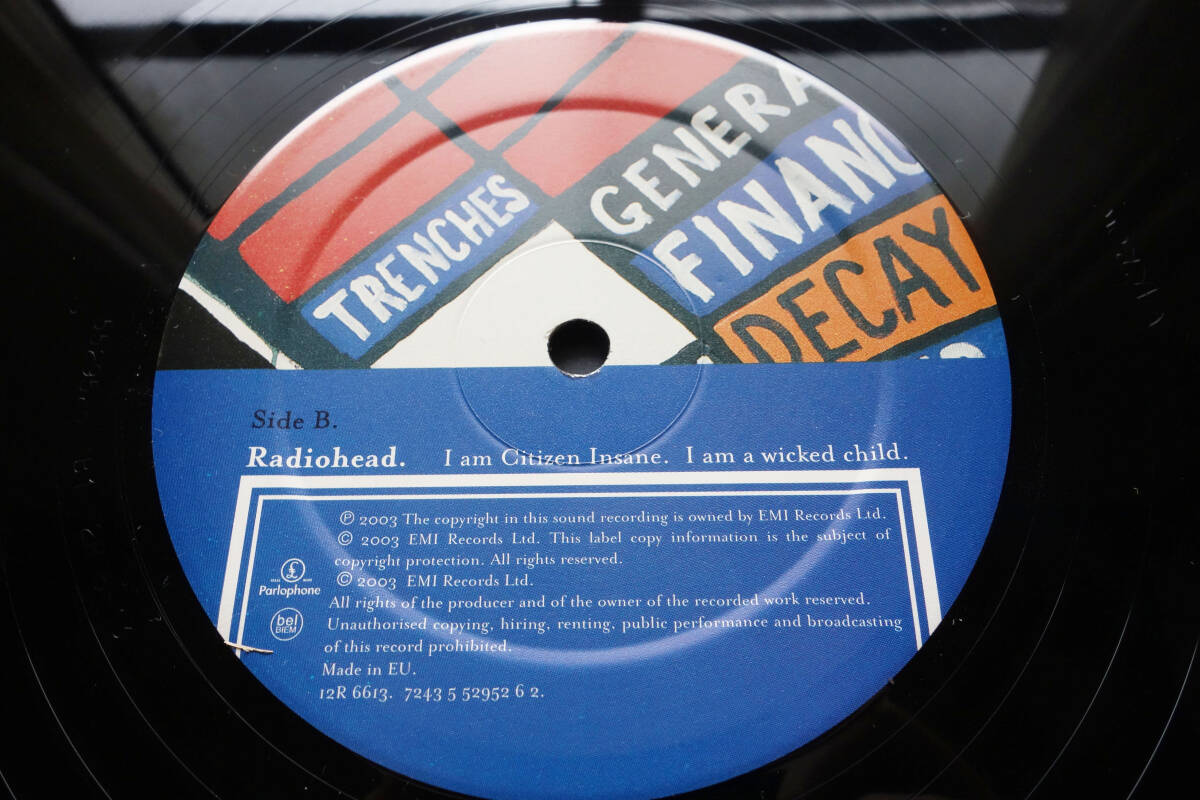 TRENCHES
GENERA
FINANC
DECAY
Side B.
Radiohead. I am Citizen Insane. I am a wicked child.
℗ 2003 The copyright in this sound recording is owned by EMI Records Ltd.
© 2003 EMI Records Ltd. This label copy information is the subject of
copyright protection. All rights reserved.
© 2003 EMI Records Ltd.
All rights of the producer and of the owner of the recorded work reserved.
Unauthorised copying, hiring, renting, public performance and broadcasting
of this record prohibited.
Made in EU.
12R 6613. 7243 5 52952 6 2.
£
Parlophone
bel
BIEM